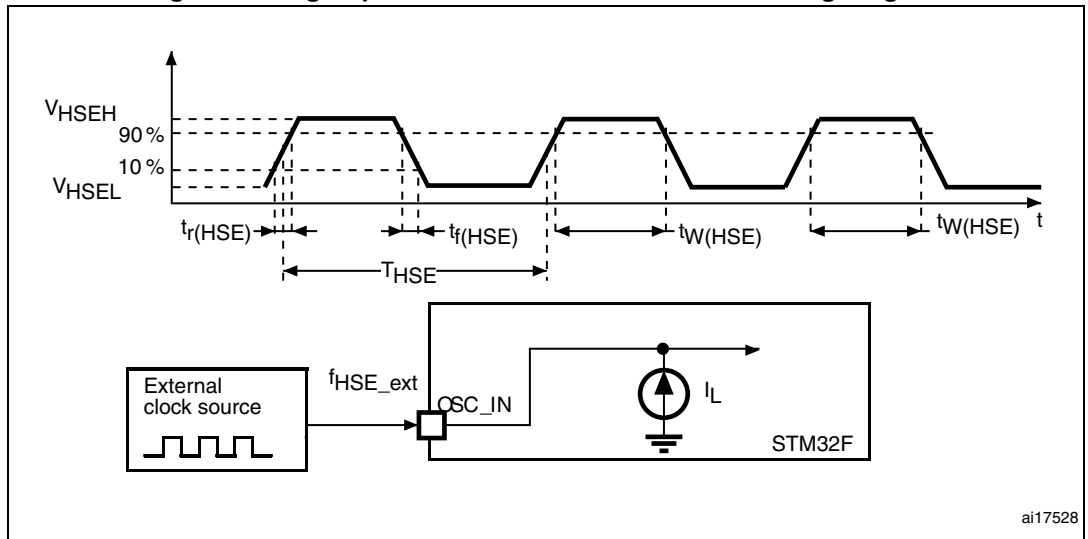 VHSEH
90 %
10 %
VHSEL
tr(HSE)
tf(HSE)
tW(HSE)
tW(HSE)
t
THSE
External
clock source
fHSE_ext
OSC_IN
IL
STM32F
ai17528